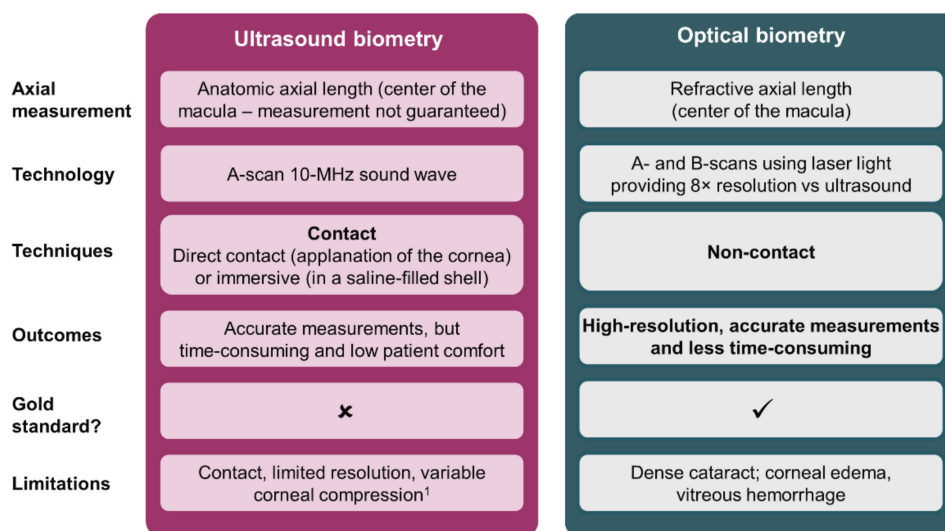 Ultrasound biometry
Optical biometry
Axial
measurement
Anatomic axial length (center of the
macula – measurement not guaranteed)
Refractive axial length
(center of the macula)
Technology
A-scan 10-MHz sound wave
A- and B-scans using laser light
providing 8× resolution vs ultrasound
Techniques
Contact
Direct contact (applanation of the cornea)
or immersive (in a saline-filled shell)
Non-contact
Outcomes
Accurate measurements, but
time-consuming and low patient comfort
High-resolution, accurate measurements
and less time-consuming
Gold
standard?
✘
✓
Limitations
Contact, limited resolution, variable
corneal compression¹
Dense cataract; corneal edema,
vitreous hemorrhage